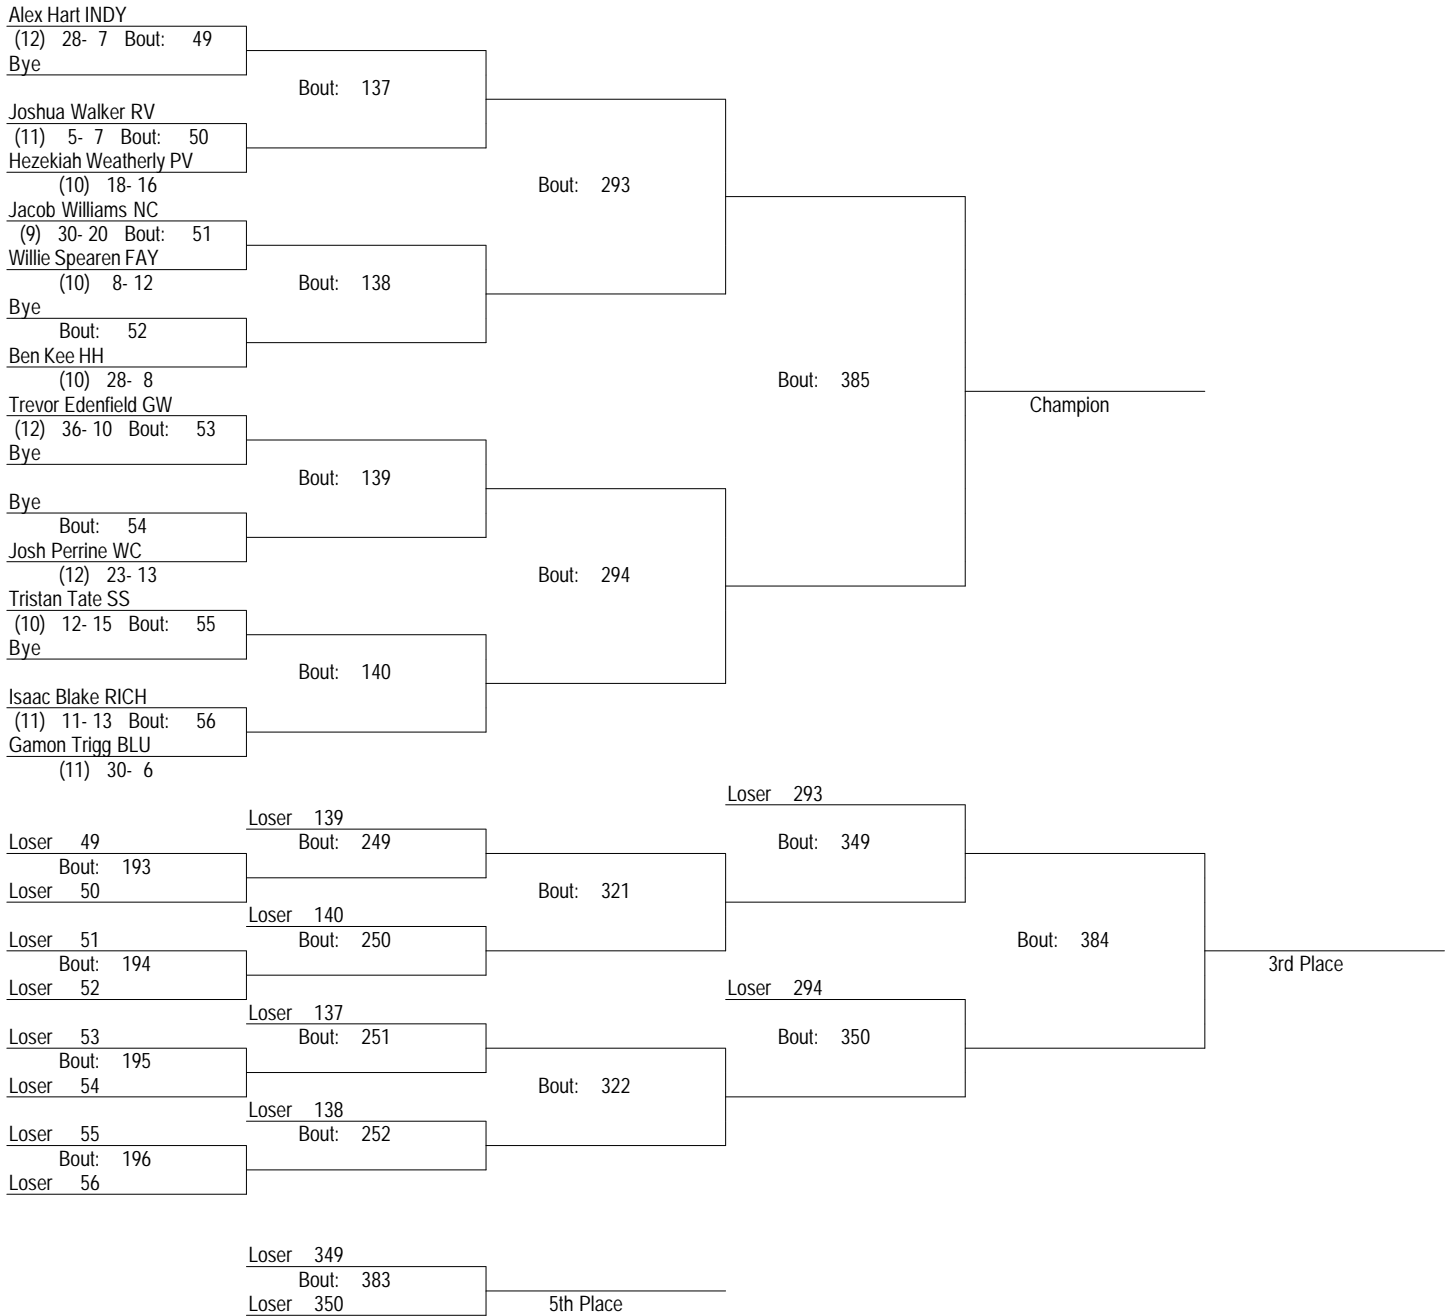 Alex Hart INDY
(12) 28- 7 Bout: 49
Bye
Bout: 137
Joshua Walker RV
(11) 5- 7 Bout: 50
Hezekiah Weatherly PV
(10) 18- 16
Bout: 293
Jacob Williams NC
(9) 30- 20 Bout: 51
Willie Spearen FAY
(10) 8- 12
Bout: 138
Bye
Bout: 52
Ben Kee HH
(10) 28- 8
Bout: 385
Champion
Trevor Edenfield GW
(12) 36- 10 Bout: 53
Bye
Bout: 139
Bye
Bout: 54
Josh Perrine WC
(12) 23- 13
Bout: 294
Tristan Tate SS
(10) 12- 15 Bout: 55
Bye
Bout: 140
Isaac Blake RICH
(11) 11- 13 Bout: 56
Gamon Trigg BLU
(11) 30- 6
Loser 293
Loser 139
Loser 49
Bout: 249
Bout: 349
Bout: 193
Loser 50
Bout: 321
Loser 140
Loser 51
Bout: 250
Bout: 384
Bout: 194
3rd Place
Loser 52
Loser 294
Loser 137
Loser 53
Bout: 251
Bout: 350
Bout: 195
Loser 54
Bout: 322
Loser 138
Loser 55
Bout: 252
Bout: 196
Loser 56
Loser 349
Bout: 383
Loser 350
5th Place